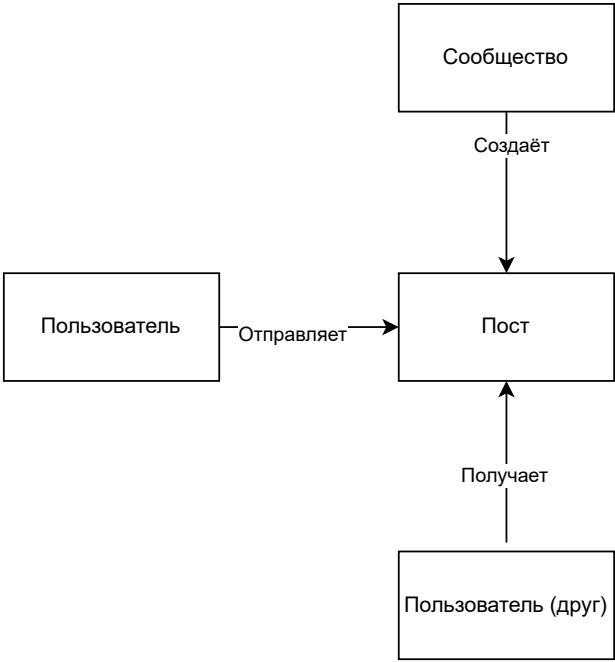 Сообщество
Создаёт
Пользователь
Отправляет
Пост
Получает
Пользователь (друг)